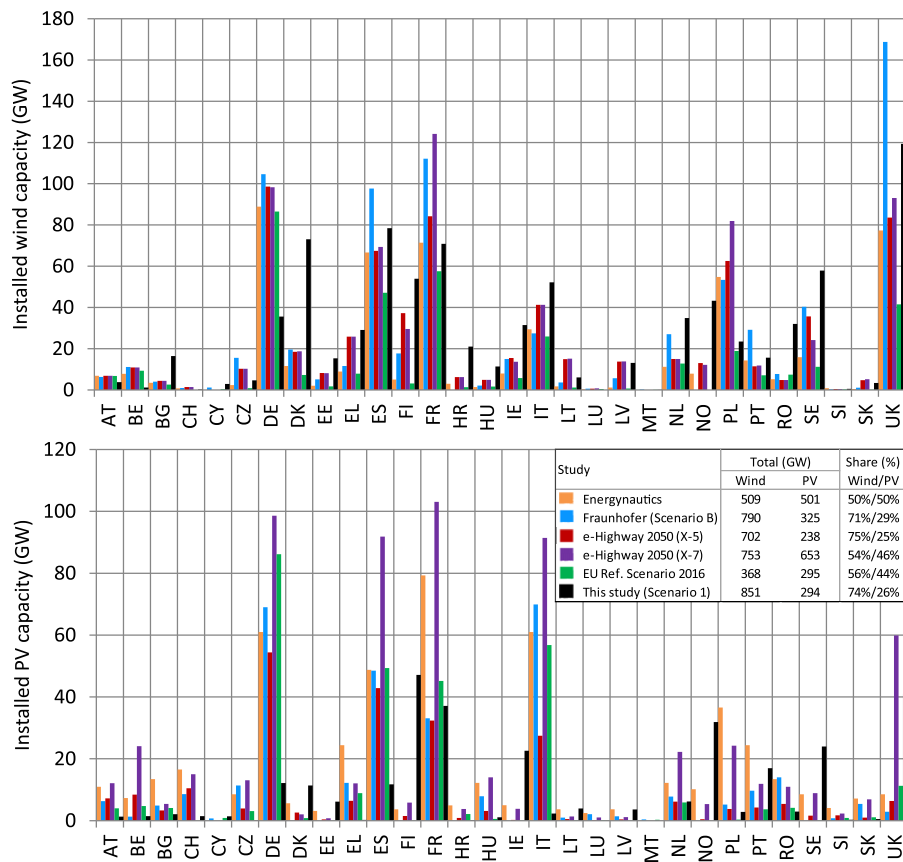 Installed wind capacity (GW)
180
160
140
120
100
80
60
40
20
0
AT BE BG CH CY CZ DE DK EE EL ES FI FR HR HU IE IT LT LU LV MT NL NO PL PT RO SE SI SK UK
Installed PV capacity (GW)
120
100
80
60
40
20
0
Study Total (GW) Share (%)
Wind PV Wind/PV
Energynautics 509 501 50%/50%
Fraunhofer (Scenario B) 790 325 71%/29%
e-Highway 2050 (X-5) 702 238 75%/25%
e-Highway 2050 (X-7) 753 653 54%/46%
EU Ref. Scenario 2016 368 295 56%/44%
This study (Scenario 1) 851 294 74%/26%
AT BE BG CH CY CZ DE DK EE EL ES FI FR HR HU IE IT LT LU LV MT NL NO PL PT RO SE SI SK UK